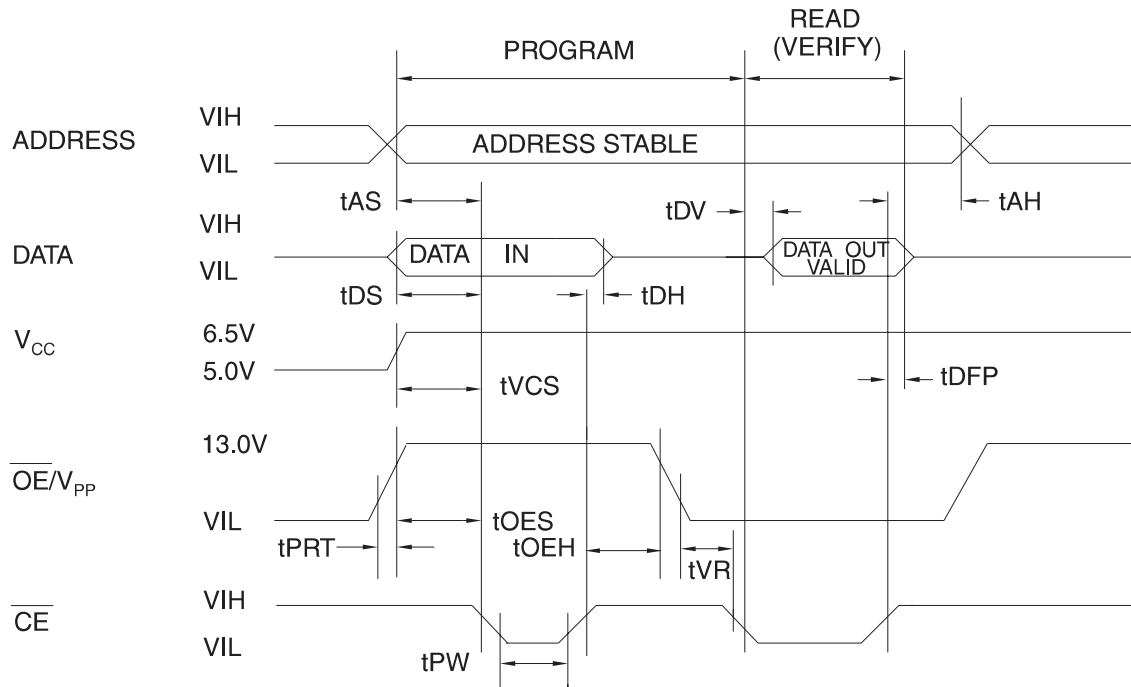 READ
(VERIFY)
PROGRAM
ADDRESS
VIH
VIL
ADDRESS STABLE
tAS
tDV
tAH
DATA
VIH
VIL
DATA IN
DATA OUT
VALID
tDS
tDH
VCC
6.5V
5.0V
tVCS
tDFP
OE/VPP
13.0V
VIL
tOES
tPRT
tOEH
tVR
CE
VIH
VIL
tPW